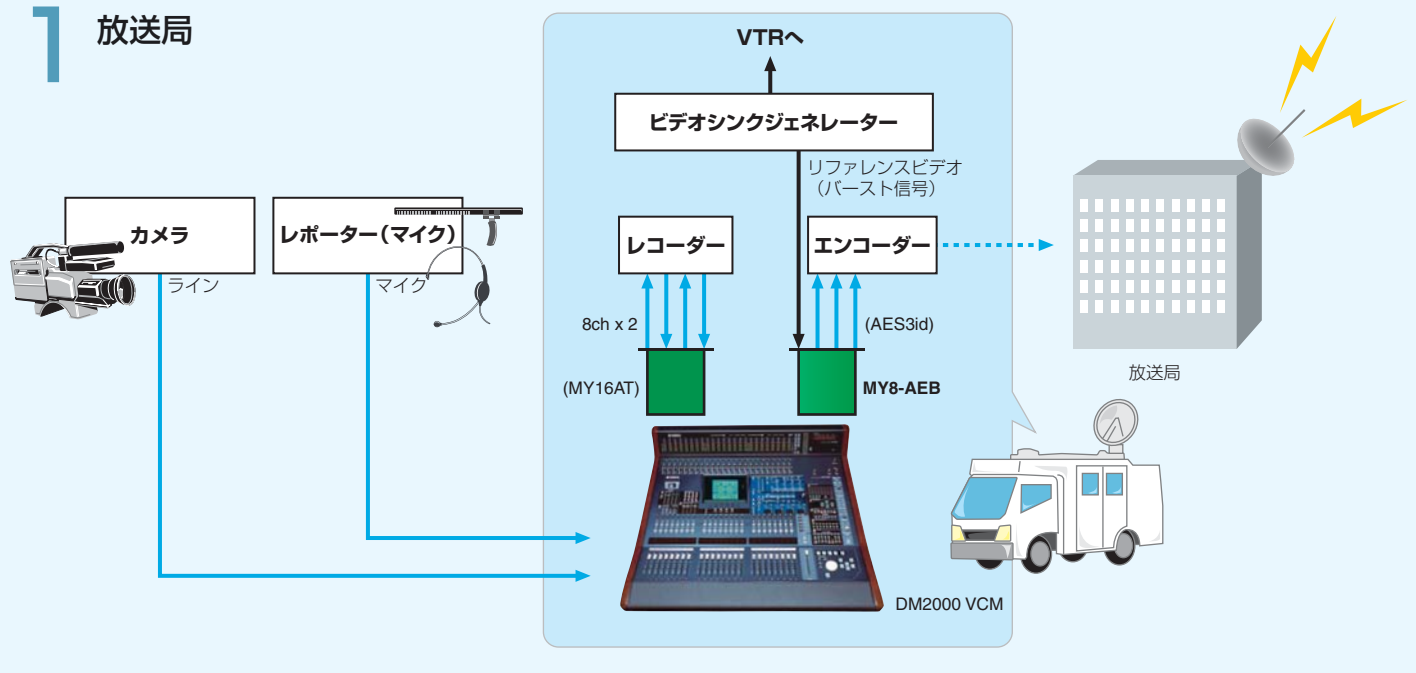 1 放送局
VTRへ
ビデオシンクジェネレーター
リファレンスビデオ
（バースト信号）
カメラ
レポーター（マイク）
レコーダー
エンコーダー
ライン
マイク
8ch x 2
(AES3id)
(MY16AT)
MY8-AEB
放送局
DM2000 VCM